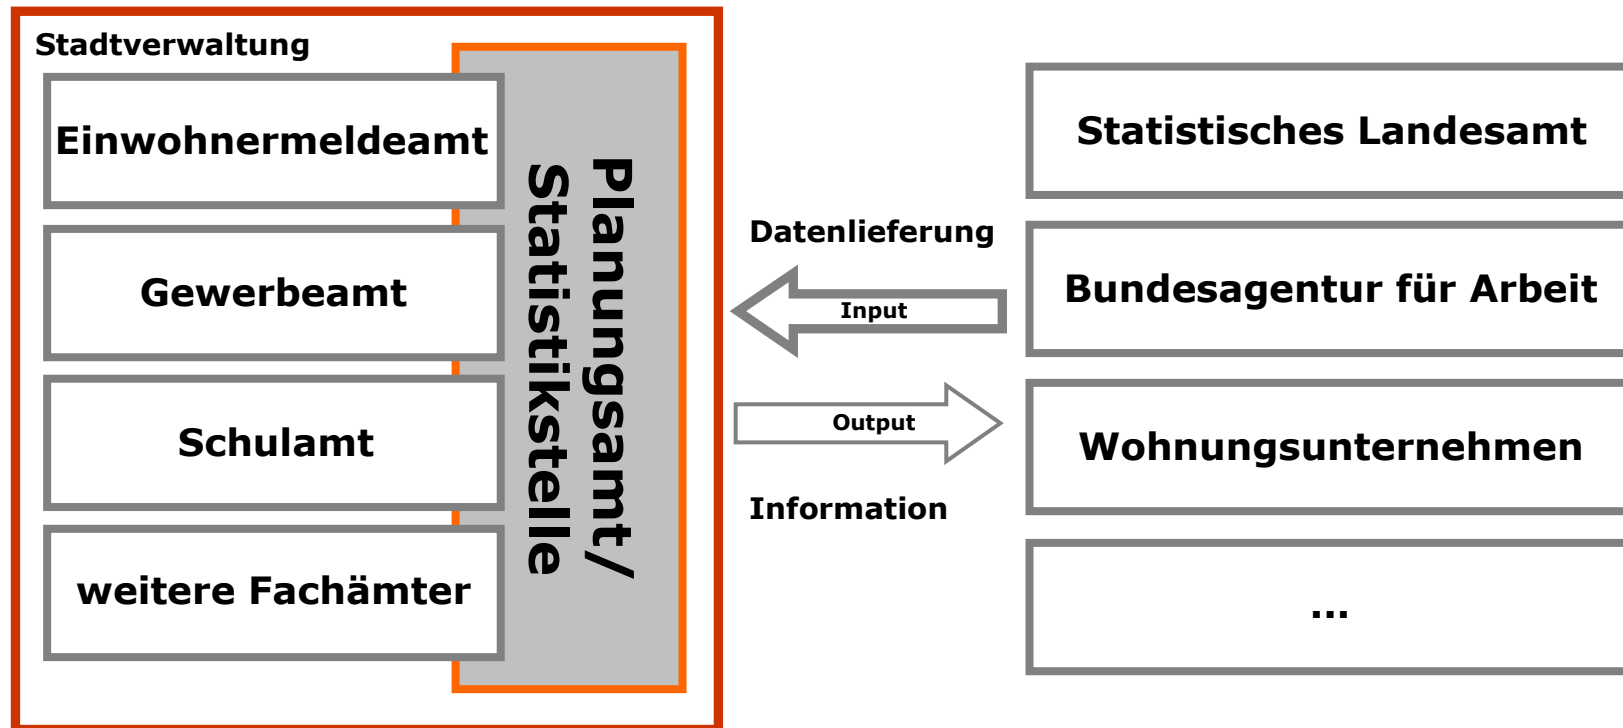 Stadtverwaltung
Einwohnermeldeamt
Gewerbeamt
Schulamt
weitere Fachämter
Planungsamt/
Statistikstelle
Datenlieferung
Input
Output
Information
Statistisches Landesamt
Bundesagentur für Arbeit
Wohnungsunternehmen
...